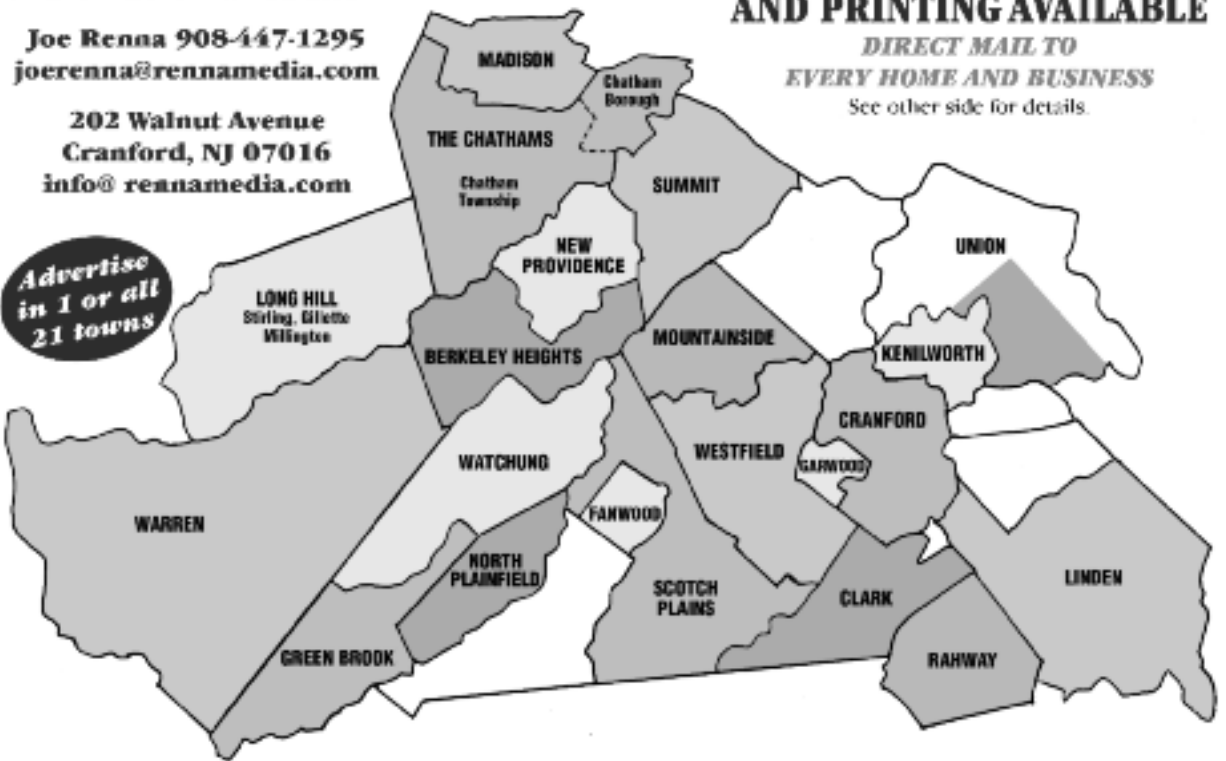 Joe Renna 908-447-1295
joerenna@rennamedia.com
202 Walnut Avenue
Cranford, NJ 07016
info@ rennamedia.com
AND PRINTING AVAILABLE
DIRECT MAIL TO
EVERY HOME AND BUSINESS
See other side for details.
Advertise
in 1 or all
21 towns
MADISON
Chatham
Borough
THE CHATHAMS
Chatham
Township
SUMMIT
NEW
PROVIDENCE
UNION
LONG HILL
Stirling, Gillette
Millington
BERKELEY HEIGHTS
MOUNTAINSIDE
KENILWORTH
CRANFORD
WATCHUNG
WESTFIELD
GARWOOD
WARREN
FANWOOD
NORTH
PLAINFIELD
SCOTCH
PLAINS
CLARK
LINDEN
GREEN BROOK
RAHWAY